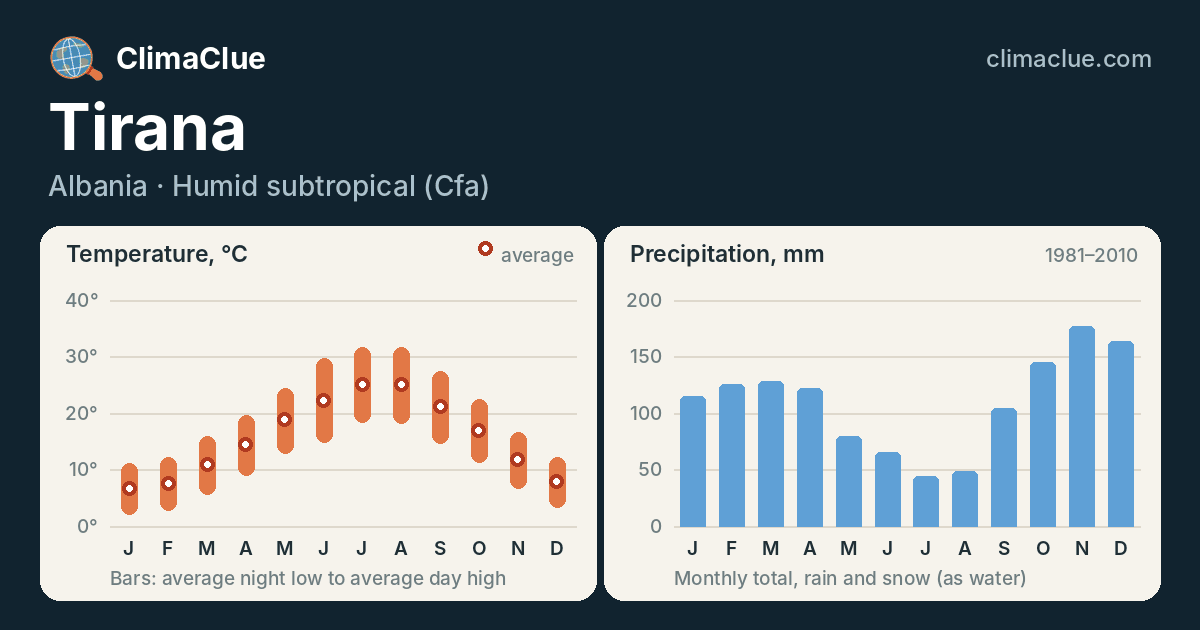 ClimaClue
climaclue.com
Tirana
Albania · Humid subtropical (Cfa)
Temperature, °C
average
40°
30°
20°
10°
0°
J F M A M J J A S O N D
Bars: average night low to average day high
Precipitation, mm
1981–2010
200
150
100
50
0
J F M A M J J A S O N D
Monthly total, rain and snow (as water)